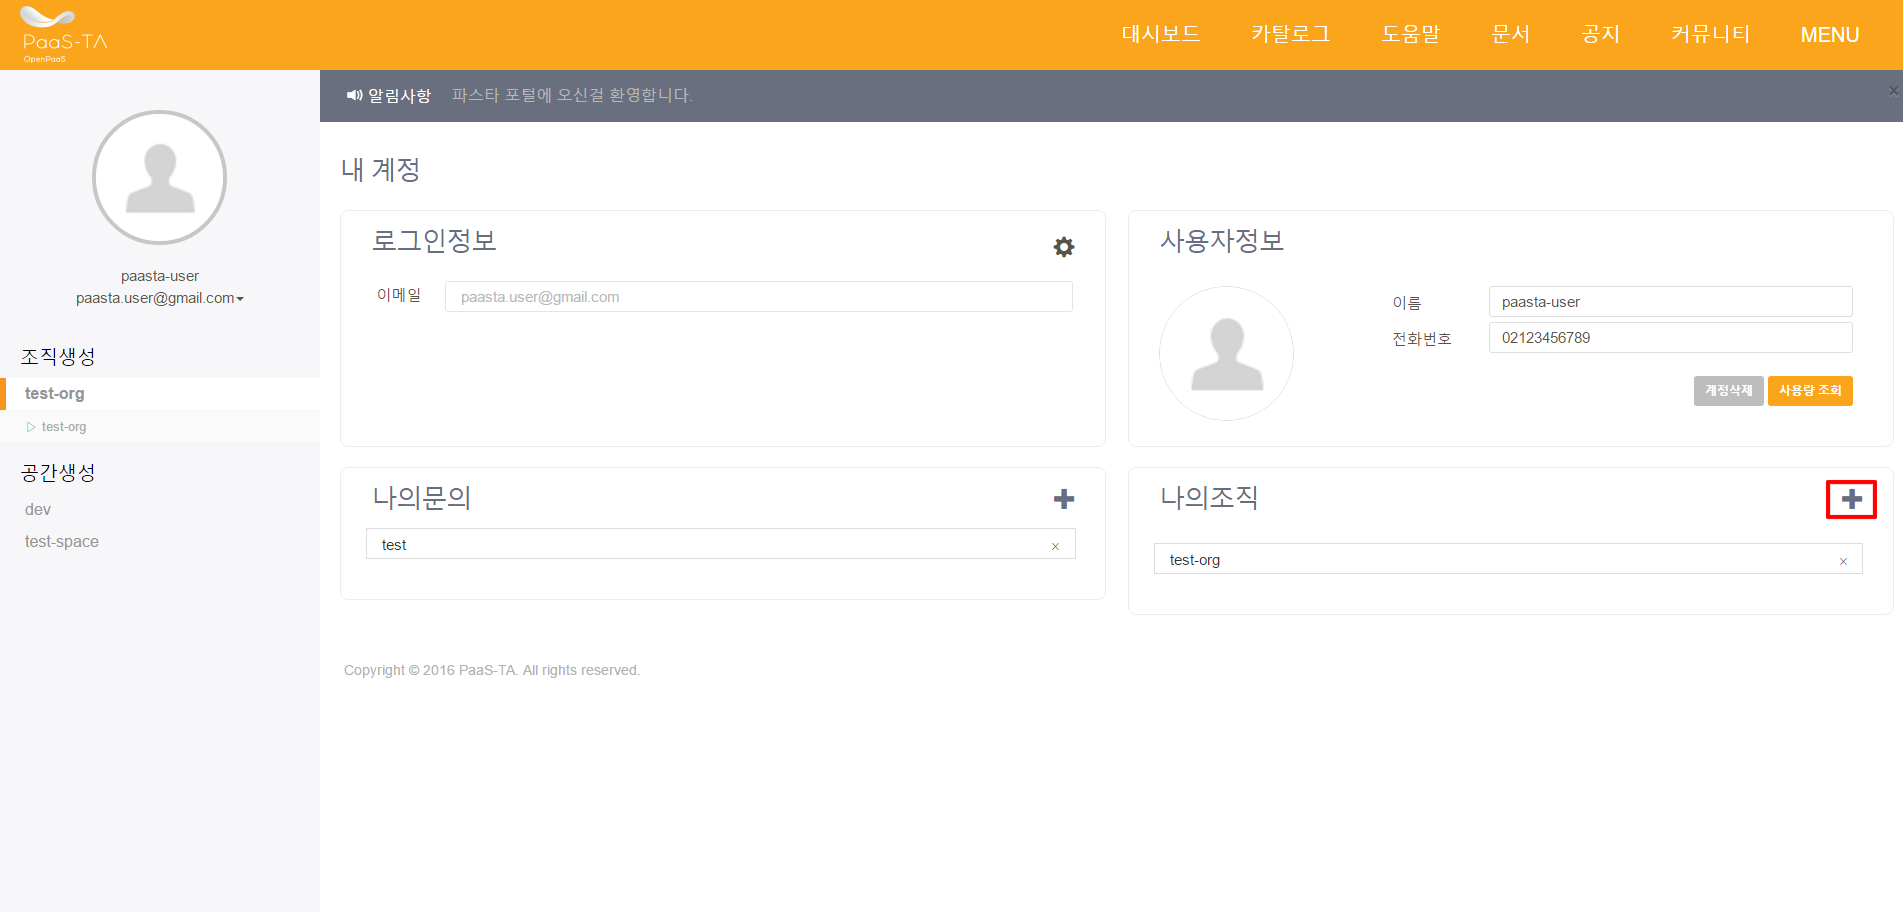 PaaS-TA
OpenPaaS
대시보드 카탈로그 도움말 문서 공지 커뮤니티 MENU
알림사항 파스타 포털에 오신걸 환영합니다.
paasta-user
paasta.user@gmail.com
조직생성
test-org
test-org
공간생성
dev
test-space
내 계정
로그인정보
이메일 paasta.user@gmail.com
사용자정보
이름 paasta-user
전화번호 02123456789
계정삭제 사용량 조회
나의문의
test
나의조직
test-org
Copyright © 2016 PaaS-TA. All rights reserved.